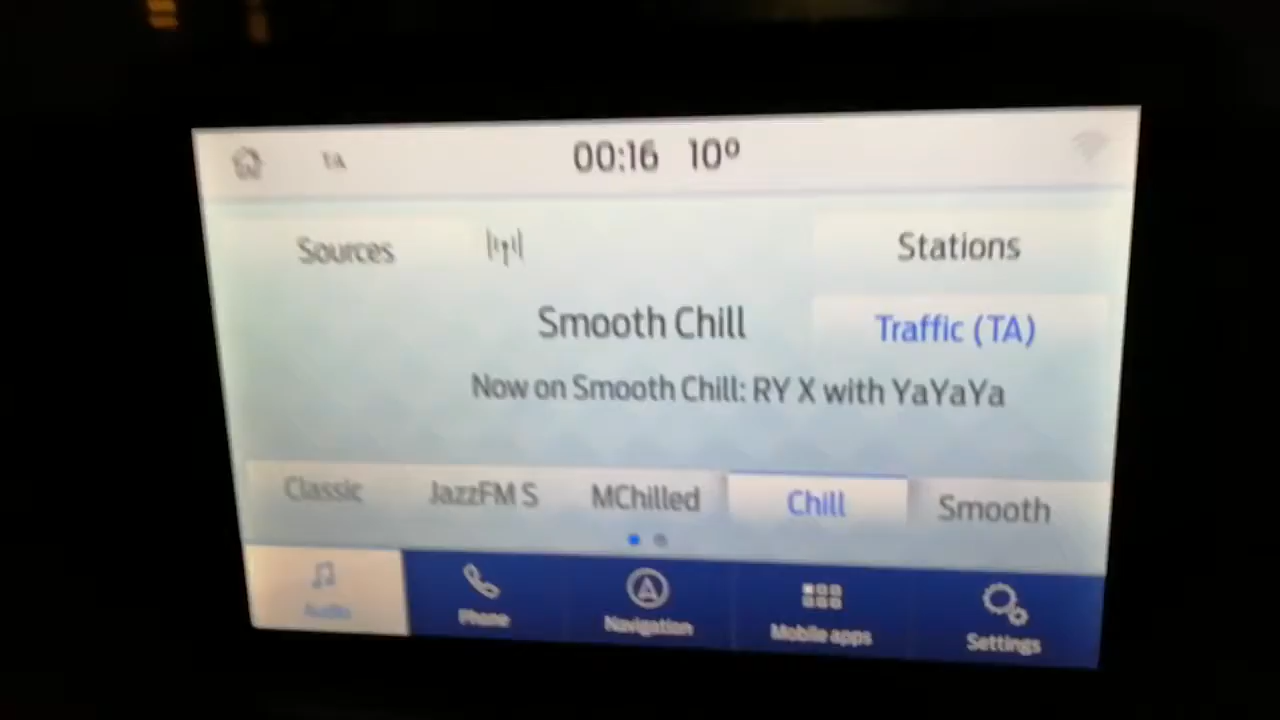 TA 00:16 10°
Sources Stations
Smooth Chill
Traffic (TA)
Now on Smooth Chill: RY X with YaYaYa
Classic JazzFM S MChilled Chill Smooth
Audio Phone Navigation Mobile apps Settings